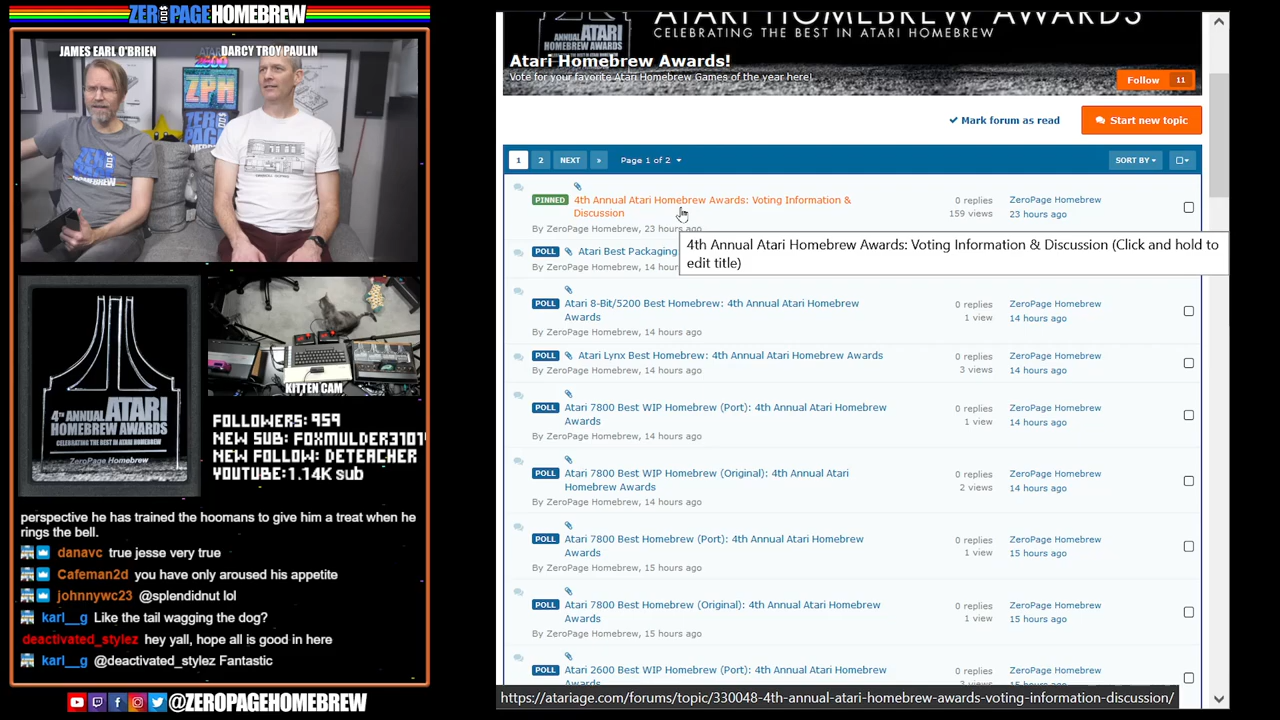 ZEROPAGE HOMEBREW
JAMES EARL O'BRIEN
DARCY TROY PAULIN
2600
ZPH
4TH ANNUAL ATARI
HOMEBREW AWARDS
CELEBRATING THE BEST IN ATARI HOMEBREW
ZeroPage Homebrew
KITTEN CAM
FOLLOWERS: 959
NEW SUB: FOXMULDER3101
NEW FOLLOW: DETEACHER
YOUTUBE:1.14K SUB
perspective he has trained the hoomans to give him a treat when he
rings the bell.
danavc true jesse very true
Cafeman2d you have only aroused his appetite
johnnywc23 @splendidnut lol
karl__g Like the tail wagging the dog?
deactivated_stylez hey yall, hope all is good in here
karl__g @deactivated_stylez Fantastic
@ZEROPAGEHOMEBREW
ATARI HOMEBREW AWARDS
CELEBRATING THE BEST IN ATARI HOMEBREW
ANNUAL ATARI
HOMEBREW AWARDS
Atari Homebrew Awards!
Vote for your favorite Atari Homebrew Games of the year here!
Follow 11
Mark forum as read
Start new topic
1 2 NEXT » Page 1 of 2
SORT BY
PINNED 4th Annual Atari Homebrew Awards: Voting Information &
Discussion
By ZeroPage Homebrew, 23 hours ago
0 replies
159 views
ZeroPage Homebrew
23 hours ago
4th Annual Atari Homebrew Awards: Voting Information & Discussion (Click and hold to
edit title)
POLL Atari Best Packaging
By ZeroPage Homebrew, 14 hour
POLL Atari 8-Bit/5200 Best Homebrew: 4th Annual Atari Homebrew
Awards
By ZeroPage Homebrew, 14 hours ago
0 replies
1 view
ZeroPage Homebrew
14 hours ago
POLL Atari Lynx Best Homebrew: 4th Annual Atari Homebrew Awards
By ZeroPage Homebrew, 14 hours ago
0 replies
3 views
ZeroPage Homebrew
14 hours ago
POLL Atari 7800 Best WIP Homebrew (Port): 4th Annual Atari Homebrew
Awards
By ZeroPage Homebrew, 14 hours ago
0 replies
1 view
ZeroPage Homebrew
14 hours ago
POLL Atari 7800 Best WIP Homebrew (Original): 4th Annual Atari
Homebrew Awards
By ZeroPage Homebrew, 14 hours ago
0 replies
2 views
ZeroPage Homebrew
14 hours ago
POLL Atari 7800 Best Homebrew (Port): 4th Annual Atari Homebrew
Awards
By ZeroPage Homebrew, 15 hours ago
0 replies
1 view
ZeroPage Homebrew
15 hours ago
POLL Atari 7800 Best Homebrew (Original): 4th Annual Atari Homebrew
Awards
By ZeroPage Homebrew, 15 hours ago
0 replies
1 view
ZeroPage Homebrew
15 hours ago
POLL Atari 2600 Best WIP Homebrew (Port): 4th Annual Atari Homebrew
Awards
0 replies
ZeroPage Homebrew
https://atariage.com/forums/topic/330048-4th-annual-atari-homebrew-awards-voting-information-discussion/